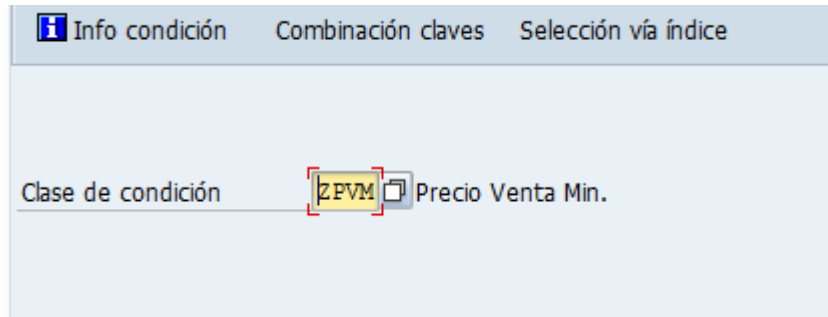 Info condición Combinación claves Selección vía índice
Clase de condición ZPVM Precio Venta Min.